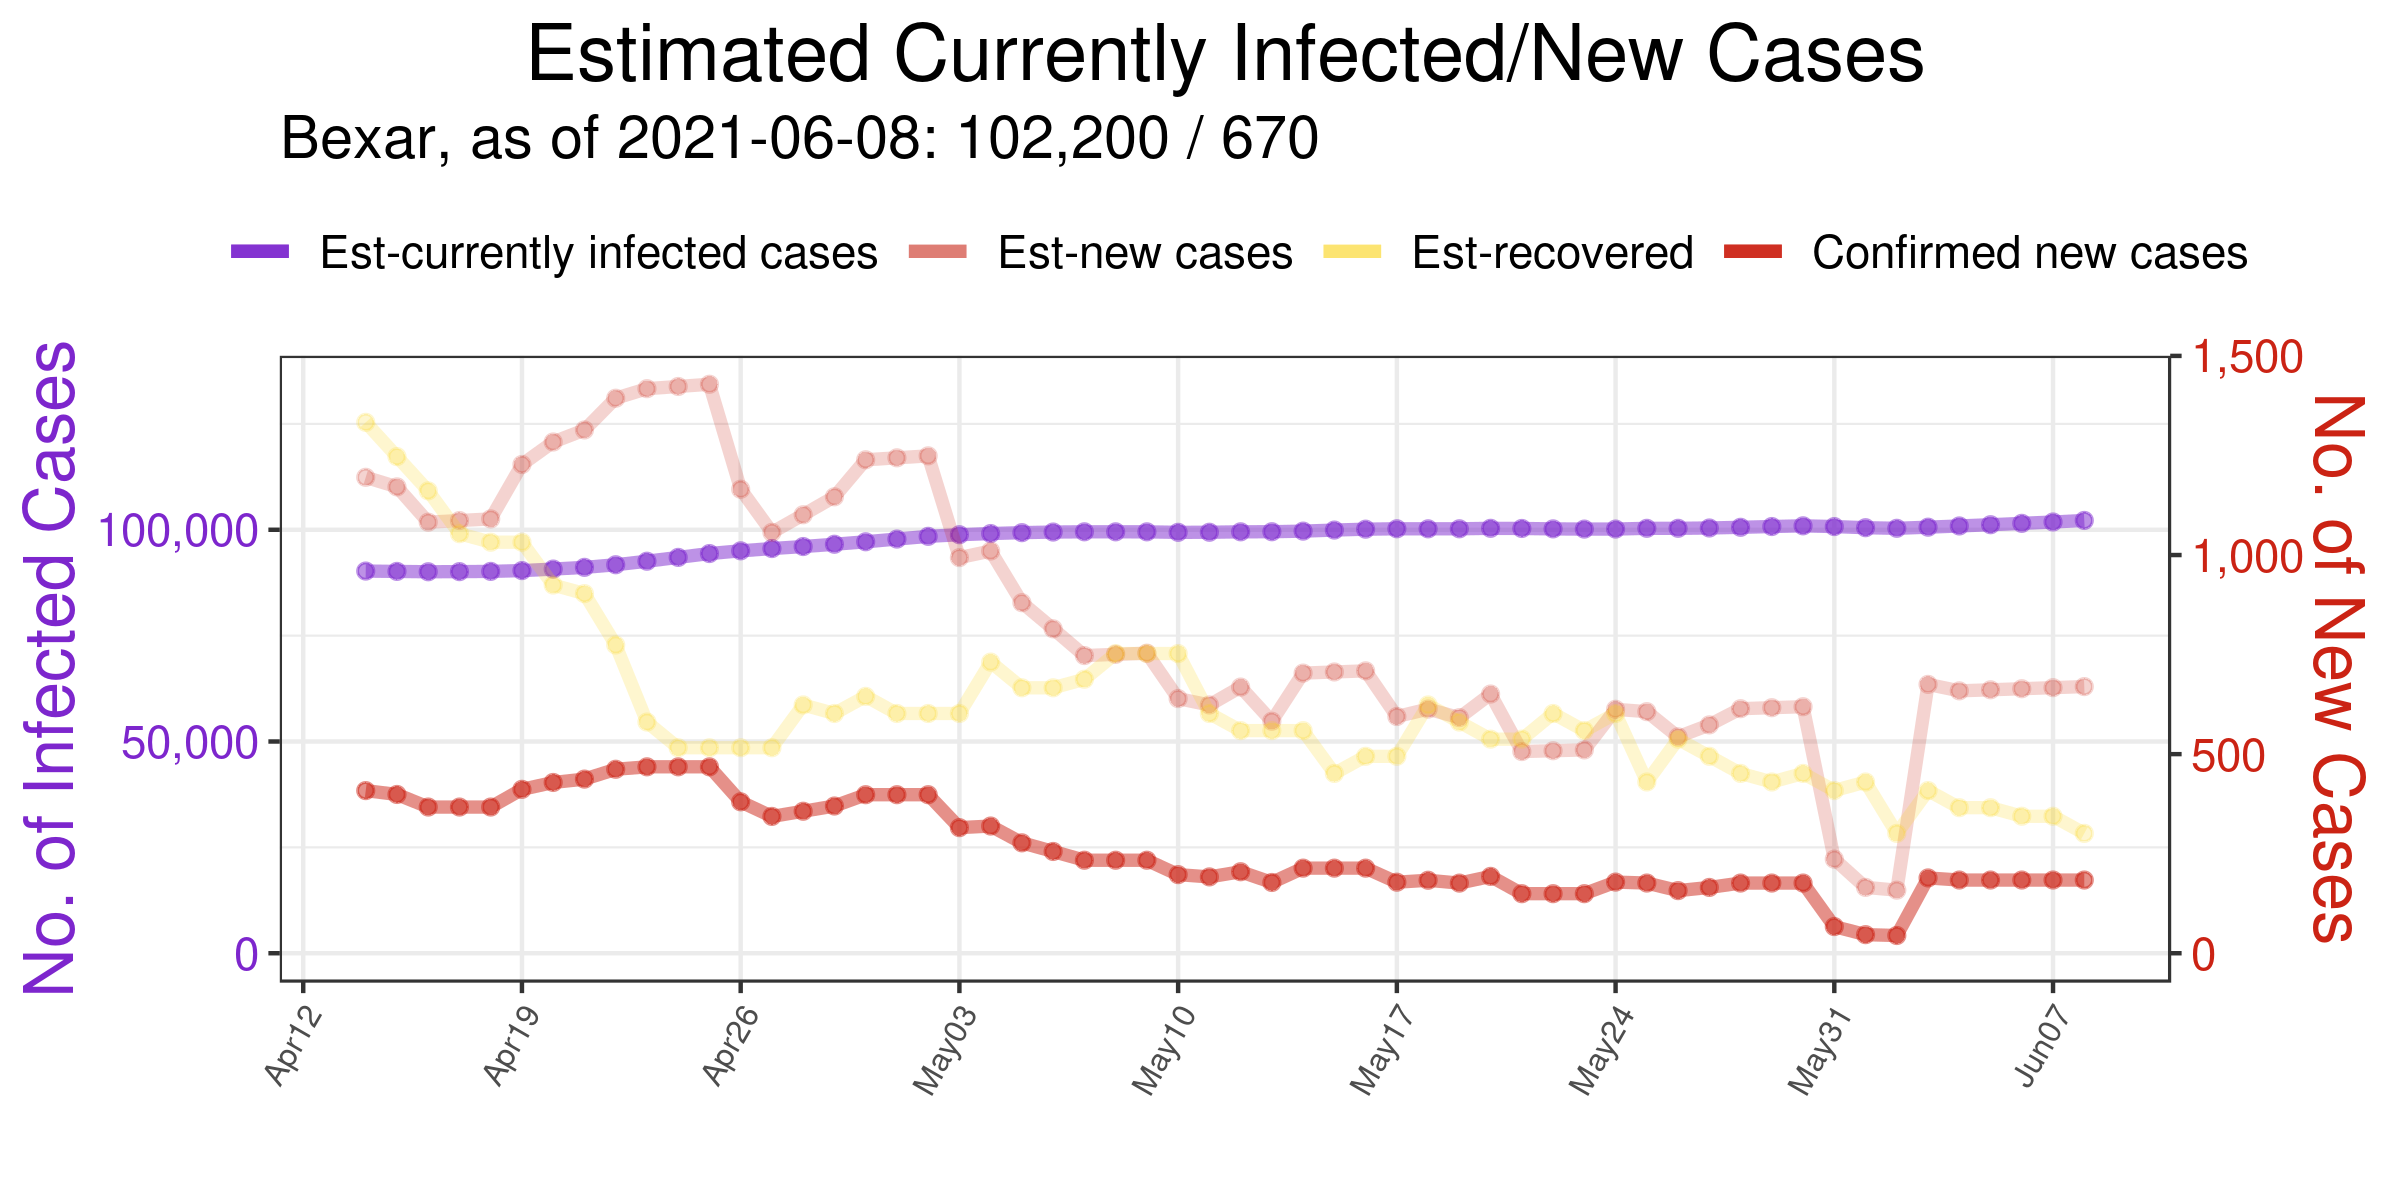 Estimated Currently Infected/New Cases
Bexar, as of 2021-06-08: 102,200 / 670
Est-currently infected cases Est-new cases Est-recovered Confirmed new cases
No. of Infected Cases
100,000
50,000
0
1,500
1,000
500
0
No. of New Cases
Apr12 Apr19 Apr26 May03 May10 May17 May24 May31 Jun07